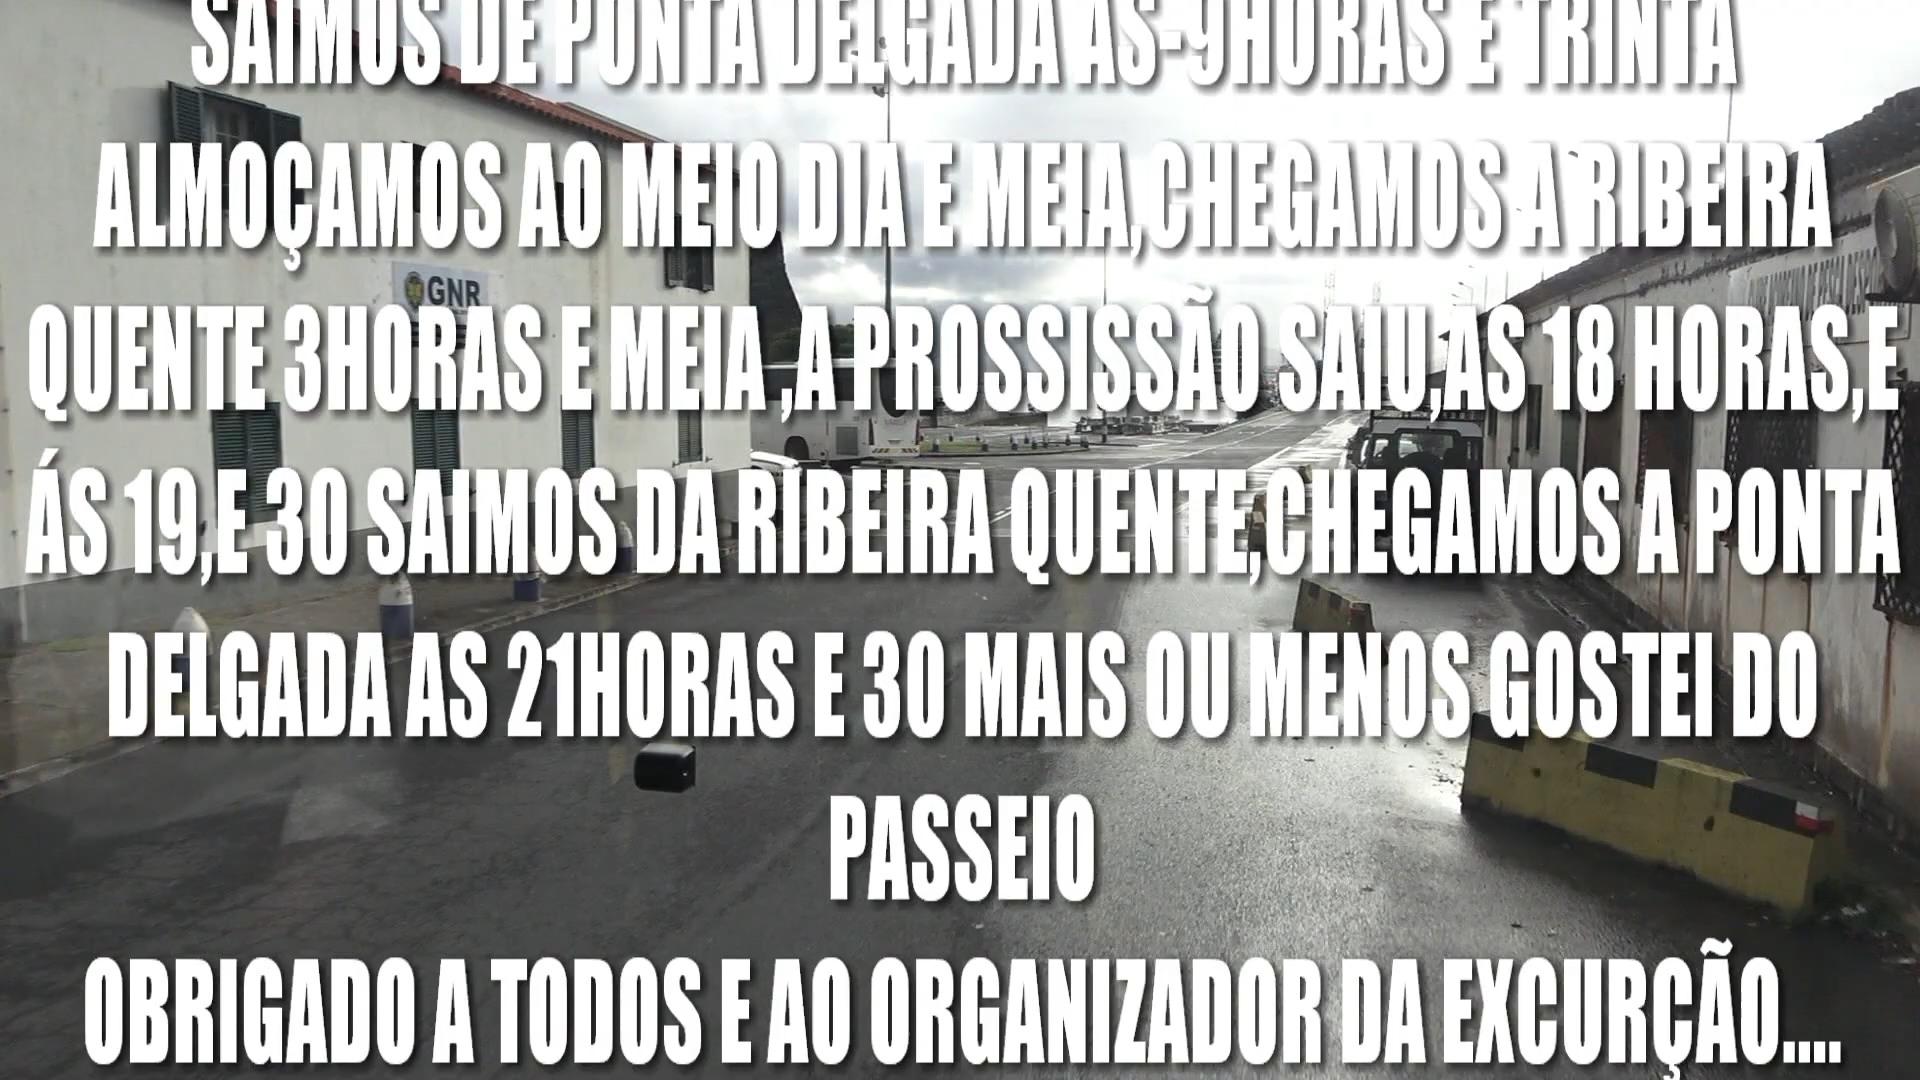 SAIMOS DE PONTA DELGADA AS-9HORAS E TRINTA
ALMOÇAMOS AO MEIO DIA E MEIA,CHEGAMOS A RIBEIRA
QUENTE 3HORAS E MEIA ,A PROSSISSÃO SAIU,AS 18 HORAS,E
ÁS 19,E 30 SAIMOS DA RIBEIRA QUENTE,CHEGAMOS A PONTA
DELGADA AS 21HORAS E 30 MAIS OU MENOS GOSTEI DO
PASSEIO
OBRIGADO A TODOS E AO ORGANIZADOR DA EXCURÇÃO....
GNR